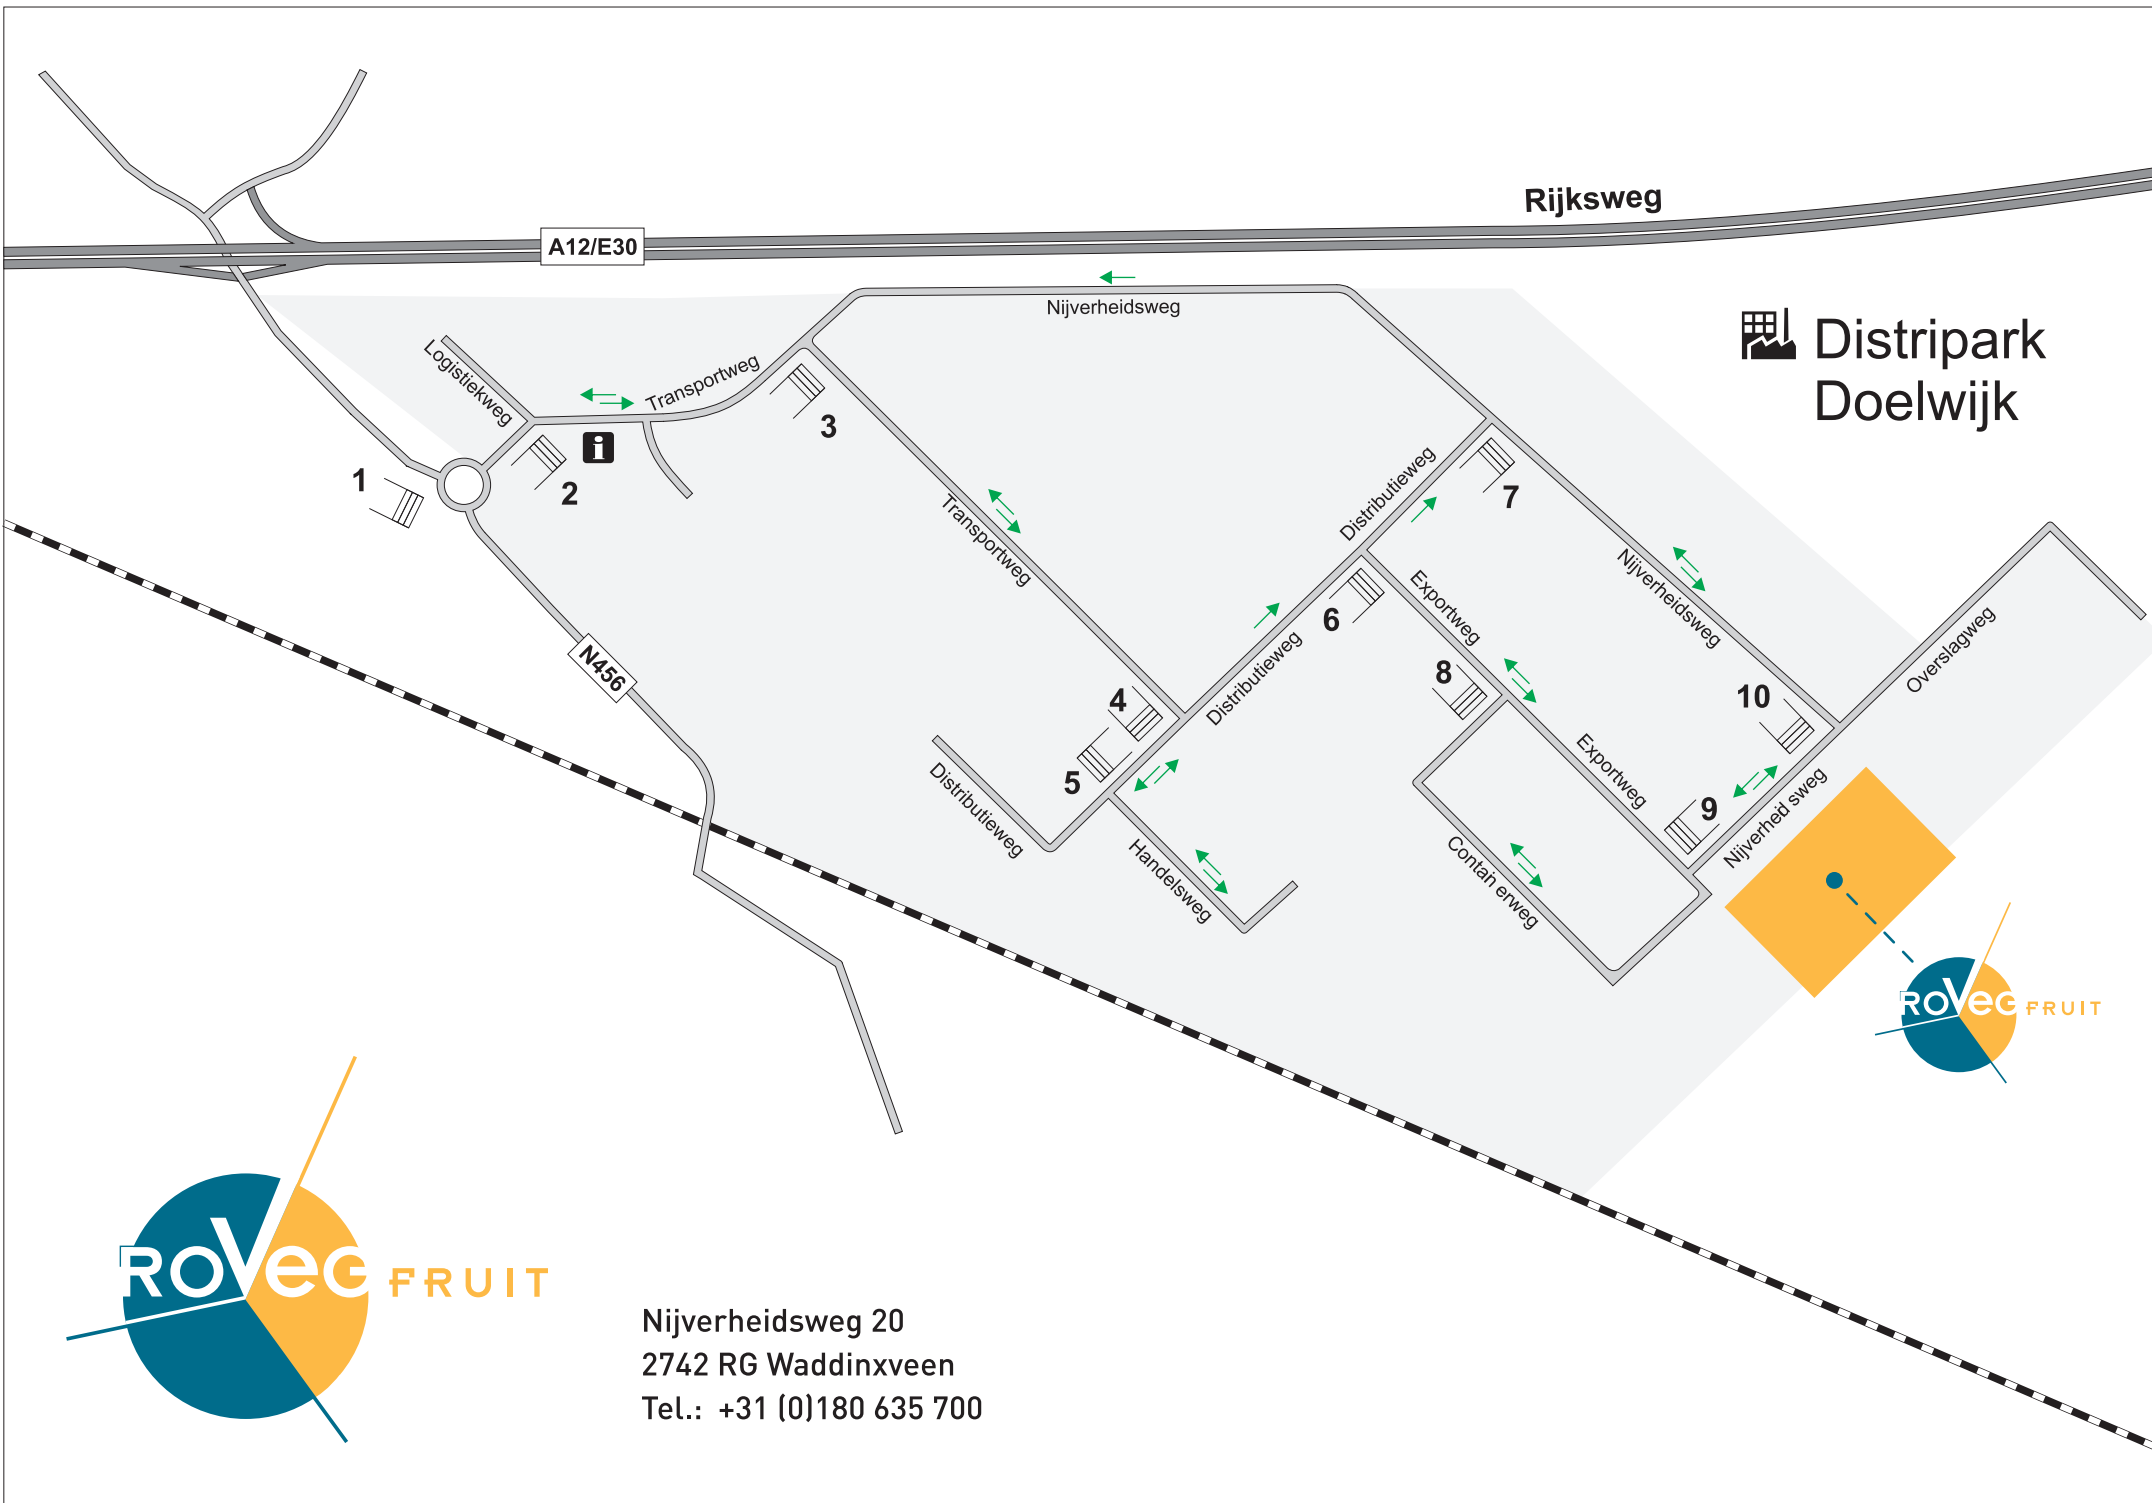 Rijksweg
A12/E30
Nijverheidsweg
Distripark
Doelwijk
Logistiekweg
Transportweg
i
1
2
3
Transportweg
Distributieweg
7
Exportweg
6
Nijverheidsweg
Overslagweg
N456
4
5
Distributieweg
8
10
Exportweg
9
Nijverheid sweg
Distributieweg
Handelsweg
Contain erweg
ROVEG FRUIT
ROVEG FRUIT
Nijverheidsweg 20
2742 RG Waddinxveen
Tel.: +31 (0)180 635 700